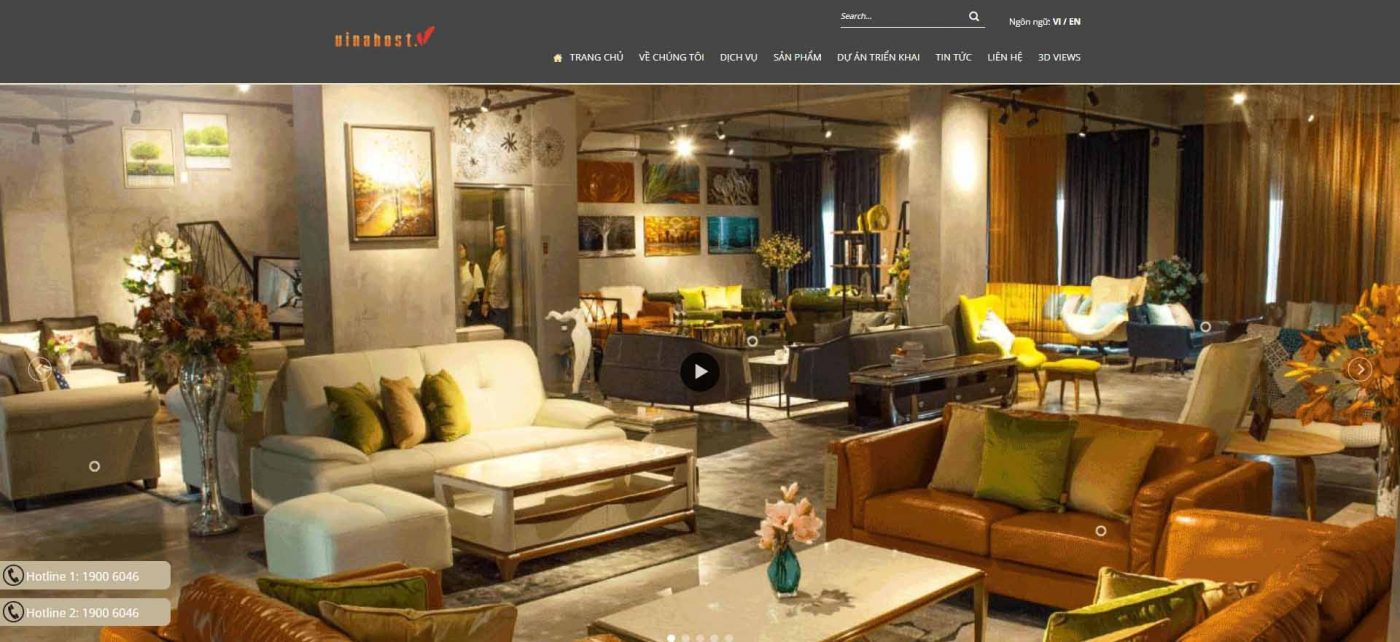 Search...
Ngôn ngữ: VI / EN
vinahost.V
TRANG CHỦ VỀ CHÚNG TÔI DỊCH VỤ SẢN PHẨM DỰ ÁN TRIỂN KHAI TIN TỨC LIÊN HỆ 3D VIEWS
Hotline 1: 1900 6046
Hotline 2: 1900 6046